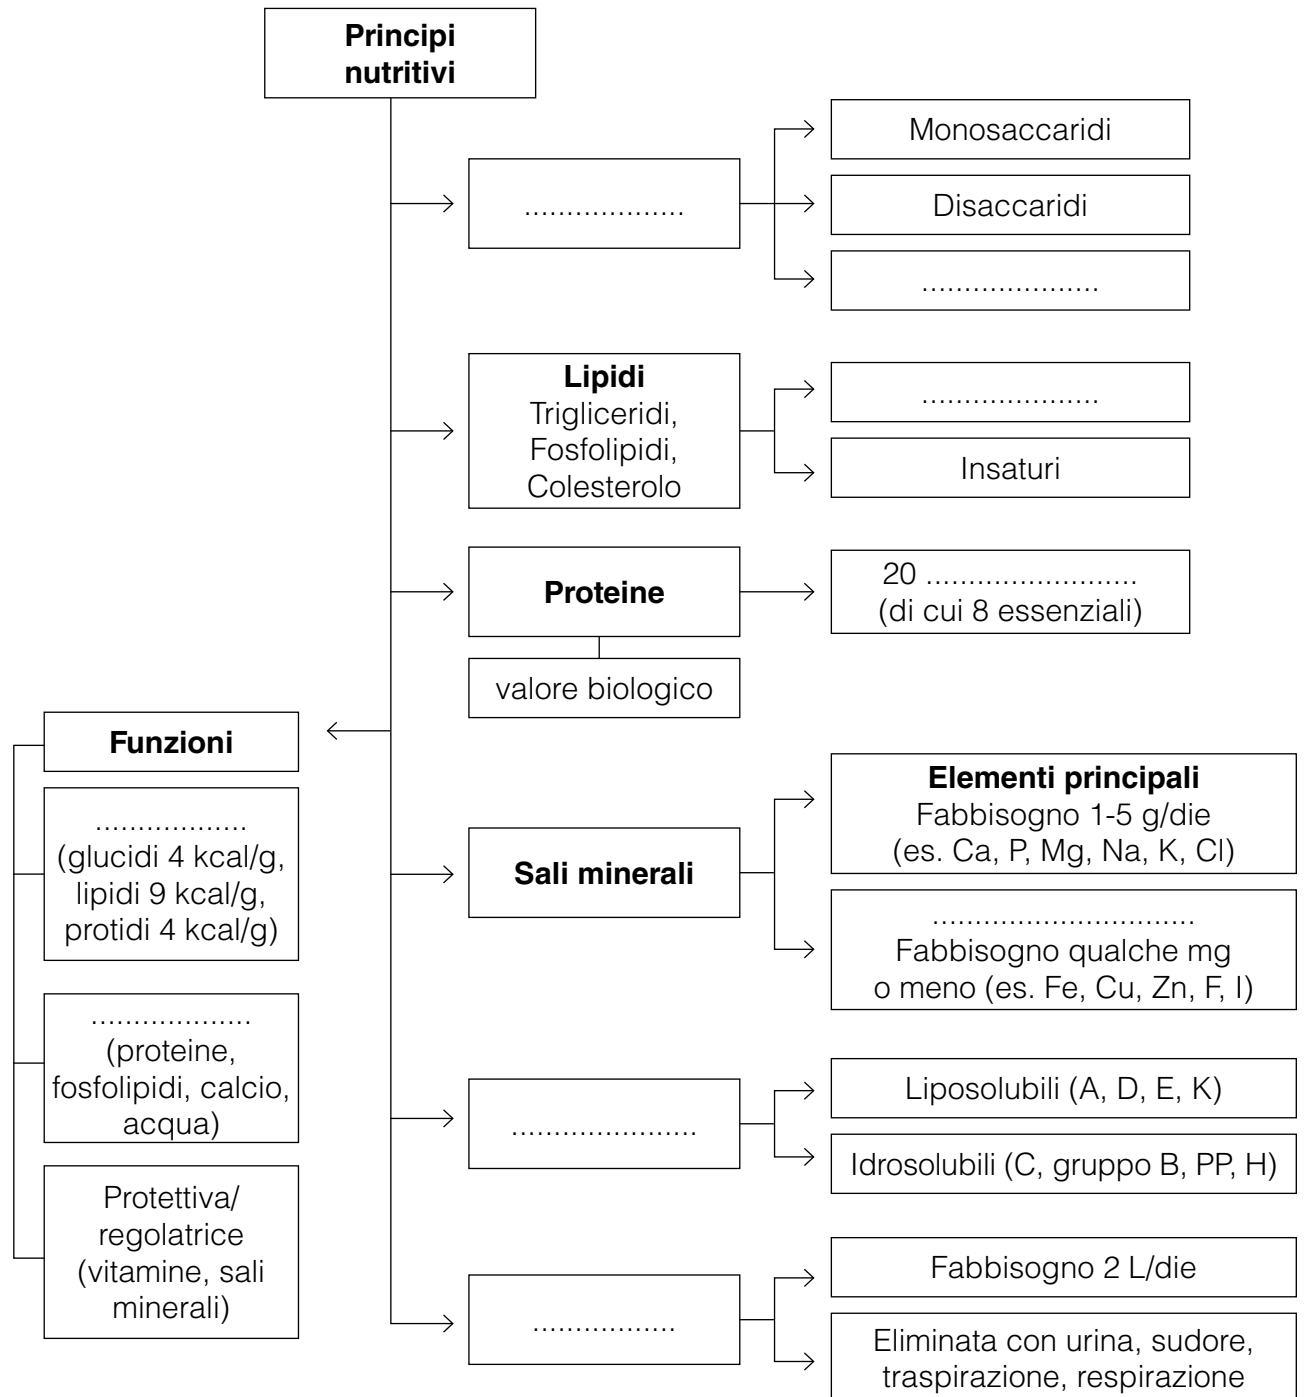 Principi
nutritivi
...................
Monosaccaridi
Disaccaridi
.....................
Lipidi
Trigliceridi,
Fosfolipidi,
Colesterolo
.....................
Insaturi
Proteine
valore biologico
20 .........................
(di cui 8 essenziali)
Funzioni
..................
(glucidi 4 kcal/g,
lipidi 9 kcal/g,
protidi 4 kcal/g)
...................
(proteine,
fosfolipidi, calcio,
acqua)
Protettiva/
regolatrice
(vitamine, sali
minerali)
Sali minerali
Elementi principali
Fabbisogno 1-5 g/die
(es. Ca, P, Mg, Na, K, Cl)
...............................
Fabbisogno qualche mg
o meno (es. Fe, Cu, Zn, F, I)
......................
Liposolubili (A, D, E, K)
Idrosolubili (C, gruppo B, PP, H)
.................
Fabbisogno 2 L/die
Eliminata con urina, sudore,
traspirazione, respirazione